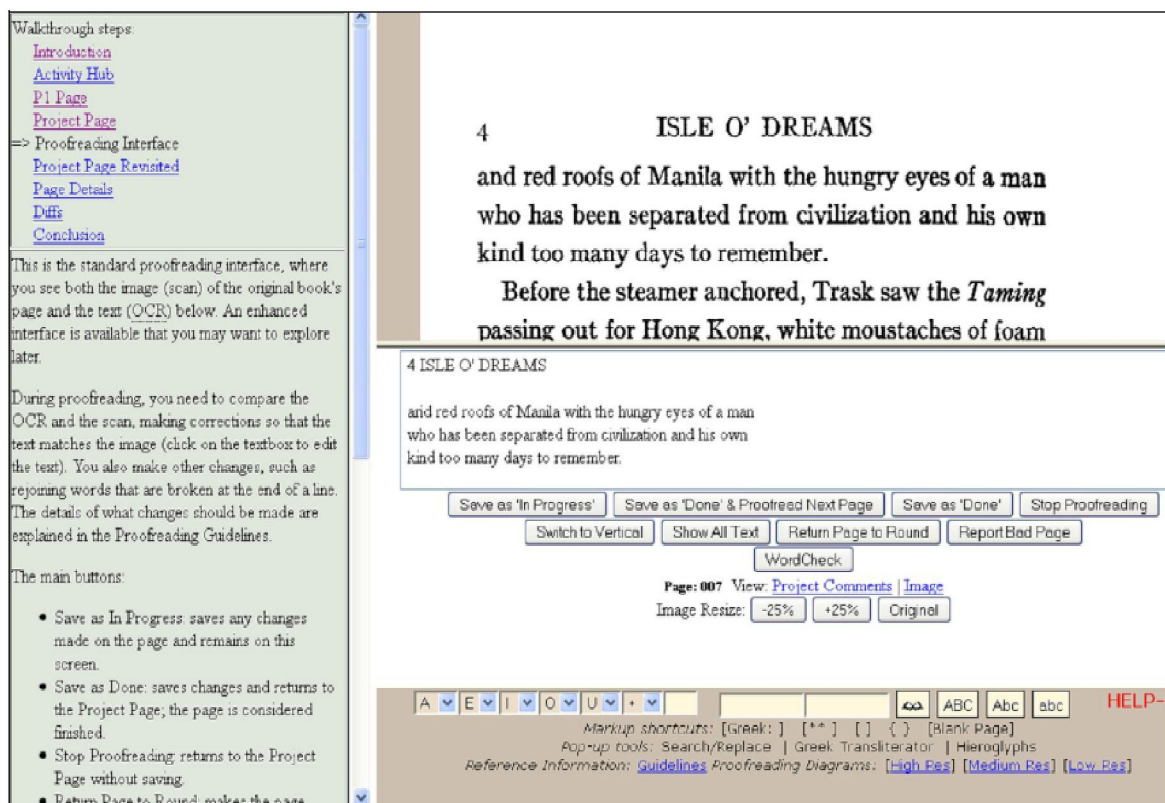 Walkthrough steps:
Introduction
Activity Hub
P1 Page
Project Page
=> Proofreading Interface
Project Page Revisited
Page Details
Diffs
Conclusion
This is the standard proofreading interface, where
you see both the image (scan) of the original book's
page and the text (OCR) below. An enhanced
interface is available that you may want to explore
later.
During proofreading, you need to compare the
OCR and the scan, making corrections so that the
text matches the image (click on the textbox to edit
the text). You also make other changes, such as
rejoining words that are broken at the end of a line.
The details of what changes should be made are
explained in the Proofreading Guidelines.
The main buttons:
• Save as In Progress: saves any changes
made on the page and remains on this
screen.
• Save as Done: saves changes and returns to
the Project Page; the page is considered
finished.
• Stop Proofreading: returns to the Project
Page without saving.
• Return Page to Round: makes the page
4 ISLE O' DREAMS
and red roofs of Manila with the hungry eyes of a man
who has been separated from civilization and his own
kind too many days to remember.
Before the steamer anchored, Trask saw the Taming
passing out for Hong Kong, white moustaches of foam
4 ISLE O' DREAMS
arid red roofs of Manila with the hungry eyes of a man
who has been separated from civilization and his own
kind too many days to remember.
Save as 'In Progress' Save as 'Done' & Proofread Next Page Save as 'Done' Stop Proofreading
Switch to Vertical Show All Text Return Page to Round Report Bad Page
WordCheck
Page: 007 View: Project Comments | Image
Image Resize: -25% +25% Original
A E I O U + ABC Abc abc HELP-
Markup shortcuts: [Greek: ] [** ] [ ] { } [Blank Page]
Pop-up tools: Search/Replace | Greek Transliterator | Hieroglyphs
Reference Information: Guidelines Proofreading Diagrams: [High Res] [Medium Res] [Low Res]